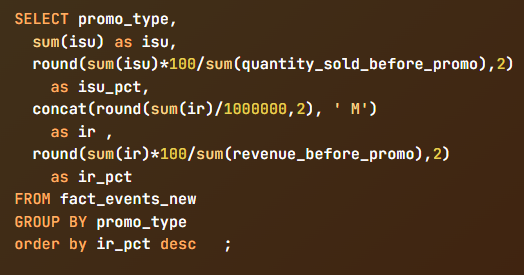 SELECT promo_type,
sum(isu) as isu,
round(sum(isu)*100/sum(quantity_sold_before_promo),2)
as isu_pct,
concat(round(sum(ir)/1000000,2), ' M')
as ir ,
round(sum(ir)*100/sum(revenue_before_promo),2)
as ir_pct
FROM fact_events_new
GROUP BY promo_type
order by ir_pct desc ;